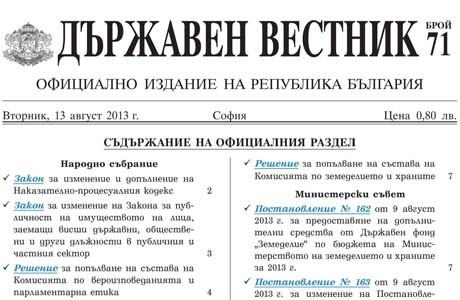 ДЪРЖАВЕН ВЕСТНИК
БРОЙ
71
ОФИЦИАЛНО ИЗДАНИЕ НА РЕПУБЛИКА БЪЛГАРИЯ
Вторник, 13 август 2013 г. София Цена 0,80 лв.
СЪДЪРЖАНИЕ НА ОФИЦИАЛНИЯ РАЗДЕЛ
Народно събрание
✓ Закон за изменение и допълнение на
Наказателно-процесуалния кодекс 2
✓ Закон за изменение на Закона за пуб-
личност на имуществото на лица,
заемащи висши държавни, обществе-
ни и други длъжности в публичния и
частния сектор 3
✓ Решение за попълване на състава на
Комисията по вероизповеданията и
парламентарна етика 4
✓ Решение за попълване на състава на
Комисията по земеделието и храните 7
Министерски съвет
✓ Постановление № 162 от 9 август
2013 г. за предоставяне на допълни-
телни средства от Държавен фонд
„Земеделие“ по бюджета на Минис-
терството на земеделието и храните
за 2013 г. 7
✓ Постановление № 163 от 9 август
2013 г. за изменение на Постановле-